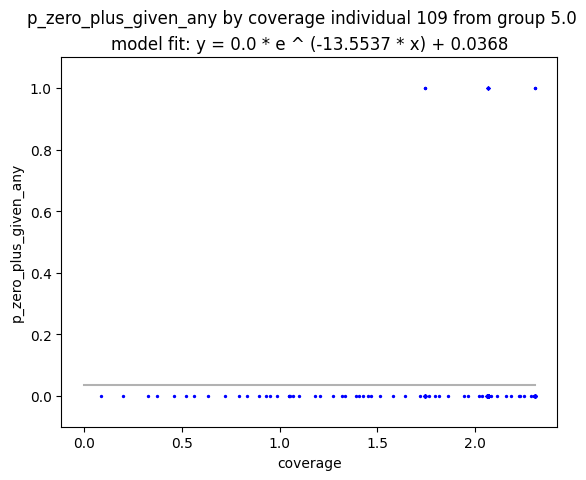 p_zero_plus_given_any by coverage individual 109 from group 5.0
model fit: y = 0.0 * e ^ (-13.5537 * x) + 0.0368
1.0
0.8
0.6
0.4
0.2
0.0
p_zero_plus_given_any
0.0 0.5 1.0 1.5 2.0
coverage